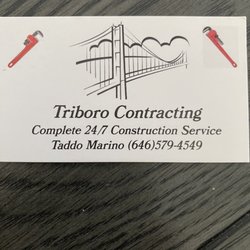 Triboro Contracting
Complete 24/7 Construction Service
Taddo Marino (646)579-4549